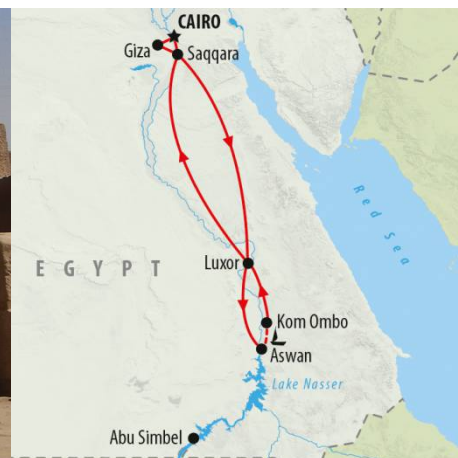 CAIRO
Giza
Saqqara
Red Sea
Luxor
EGYPT
Kom Ombo
Aswan
Lake Nasser
Abu Simbel